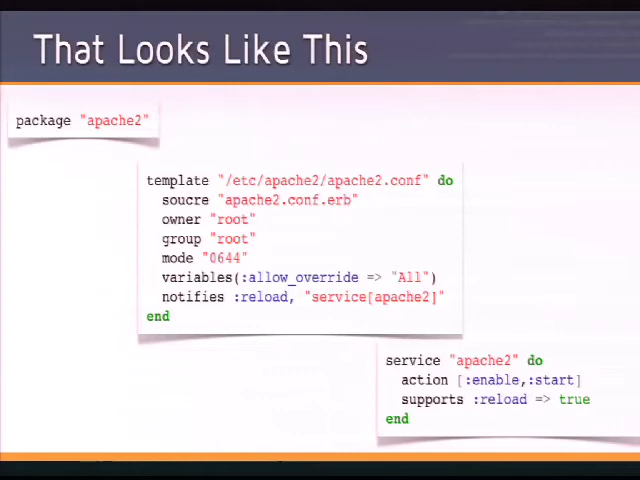 That Looks Like This
package "apache2"
template "/etc/apache2/apache2.conf" do
soucre "apache2.conf.erb"
owner "root"
group "root"
mode "0644"
variables(:allow_override => "All")
notifies :reload, "service[apache2]"
end
service "apache2" do
action [:enable,:start]
supports :reload => true
end